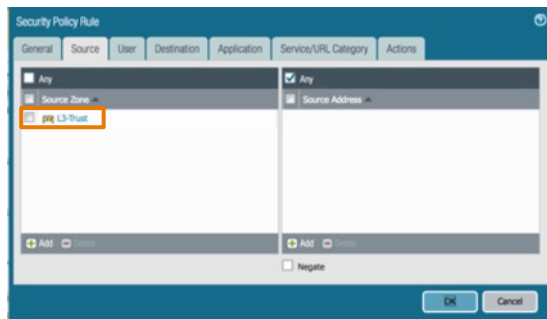 Security Policy Rule
General Source User Destination Application Service/URL Category Actions
Any
Any
Source Zone
Source Address
L3-Trust
Add Delete
Add Delete
Negate
OK Cancel